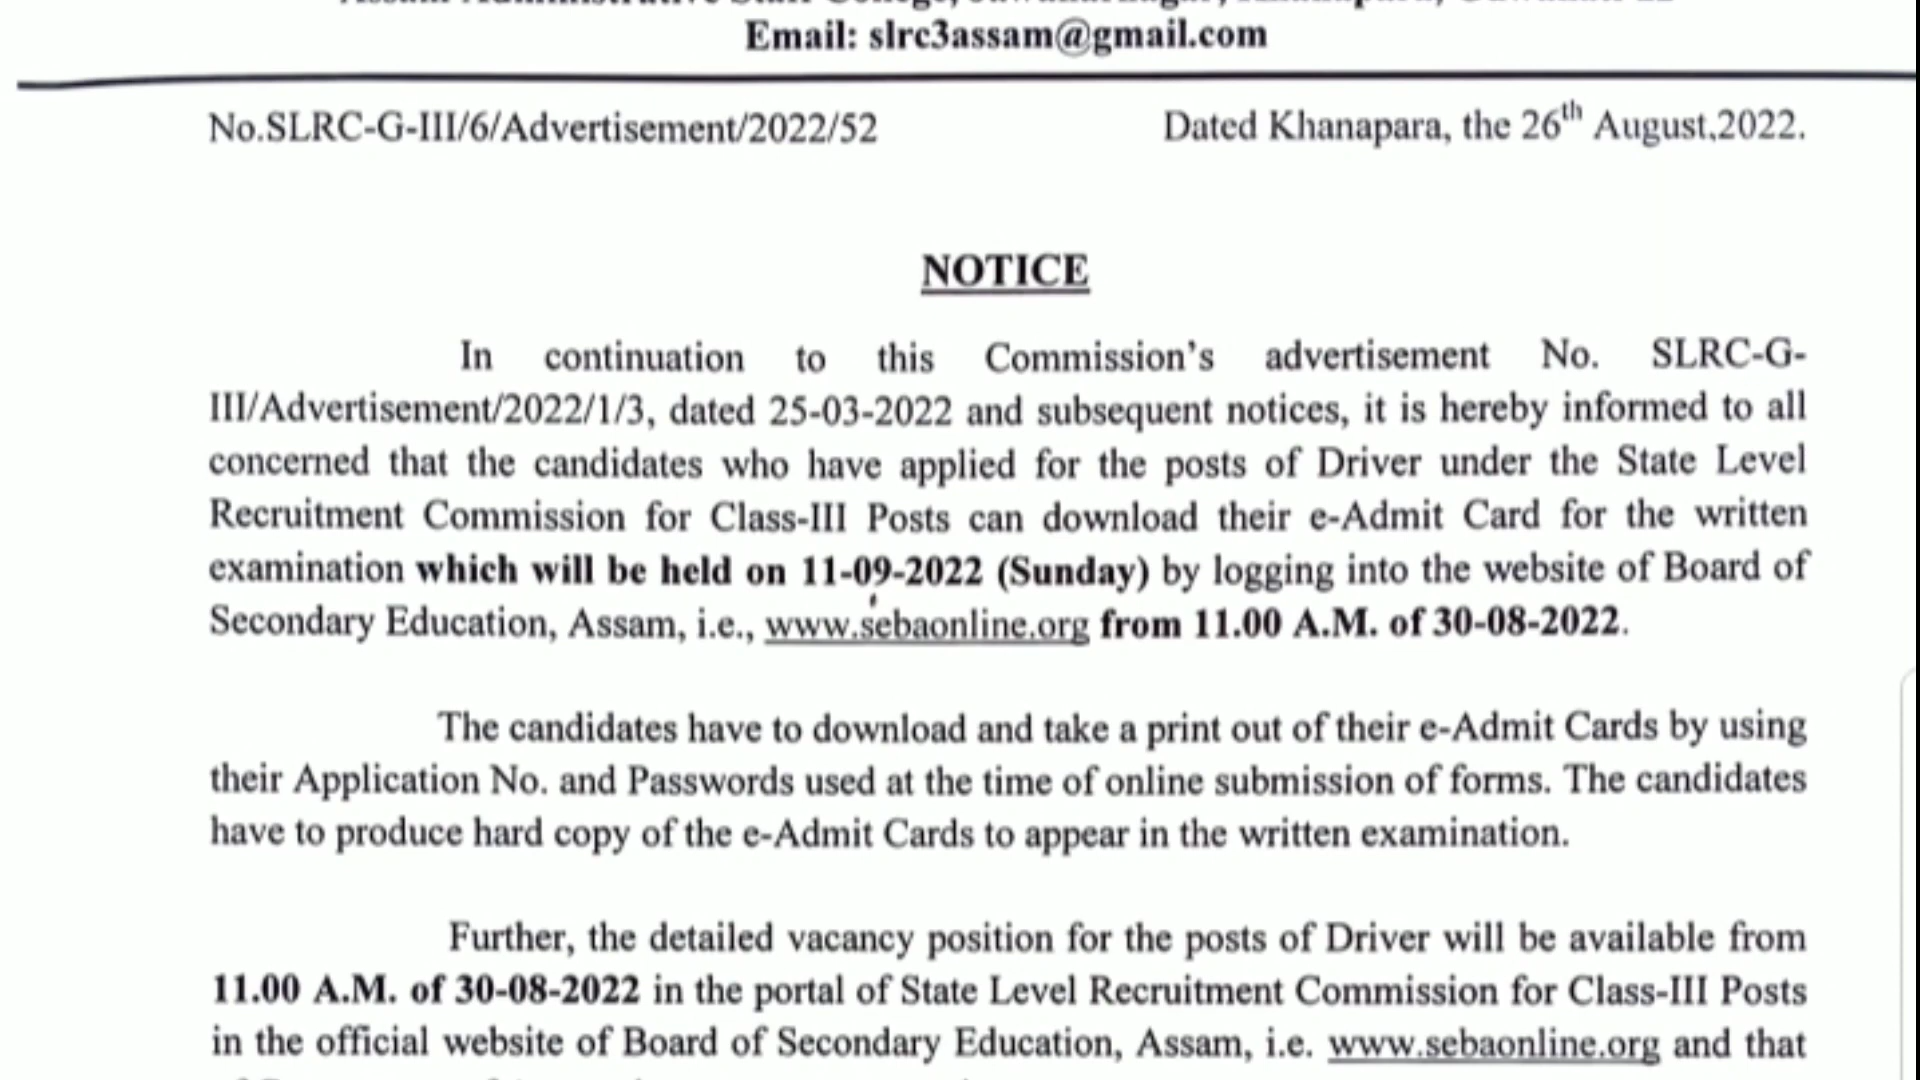 Email: slrc3assam@gmail.com
No.SLRC-G-III/6/Advertisement/2022/52 Dated Khanapara, the 26th August,2022.
NOTICE
In continuation to this Commission's advertisement No. SLRC-G-
III/Advertisement/2022/1/3, dated 25-03-2022 and subsequent notices, it is hereby informed to all
concerned that the candidates who have applied for the posts of Driver under the State Level
Recruitment Commission for Class-III Posts can download their e-Admit Card for the written
examination which will be held on 11-09-2022 (Sunday) by logging into the website of Board of
Secondary Education, Assam, i.e., www.sebaonline.org from 11.00 A.M. of 30-08-2022.
The candidates have to download and take a print out of their e-Admit Cards by using
their Application No. and Passwords used at the time of online submission of forms. The candidates
have to produce hard copy of the e-Admit Cards to appear in the written examination.
Further, the detailed vacancy position for the posts of Driver will be available from
11.00 A.M. of 30-08-2022 in the portal of State Level Recruitment Commission for Class-III Posts
in the official website of Board of Secondary Education, Assam, i.e. www.sebaonline.org and that